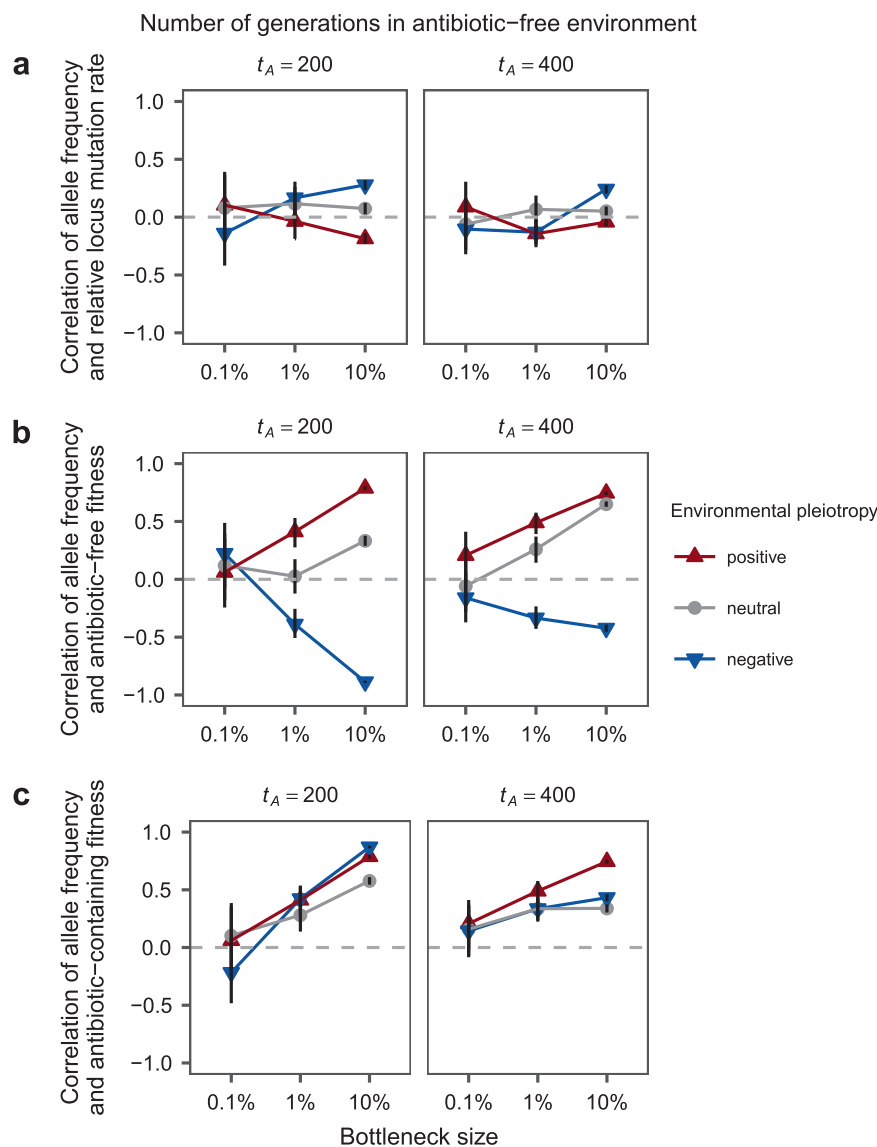 Number of generations in antibiotic−free environment
a
t_A = 200
t_A = 400
Correlation of allele frequency
and relative locus mutation rate
1.0
0.5
0.0
−0.5
−1.0
0.1% 1% 10%
0.1% 1% 10%
b
t_A = 200
t_A = 400
Correlation of allele frequency
and antibiotic−free fitness
1.0
0.5
0.0
−0.5
−1.0
0.1% 1% 10%
0.1% 1% 10%
Environmental pleiotropy
positive
neutral
negative
c
t_A = 200
t_A = 400
Correlation of allele frequency
and antibiotic−containing fitness
1.0
0.5
0.0
−0.5
−1.0
0.1% 1% 10%
0.1% 1% 10%
Bottleneck size